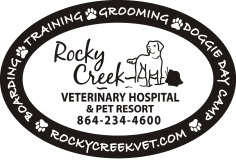 BOARDING TRAINING GROOMING DOGGIE DAY CAMP
Rocky
Creek
VETERINARY HOSPITAL
& PET RESORT
864-234-4600
ROCKYCREEKVET.COM